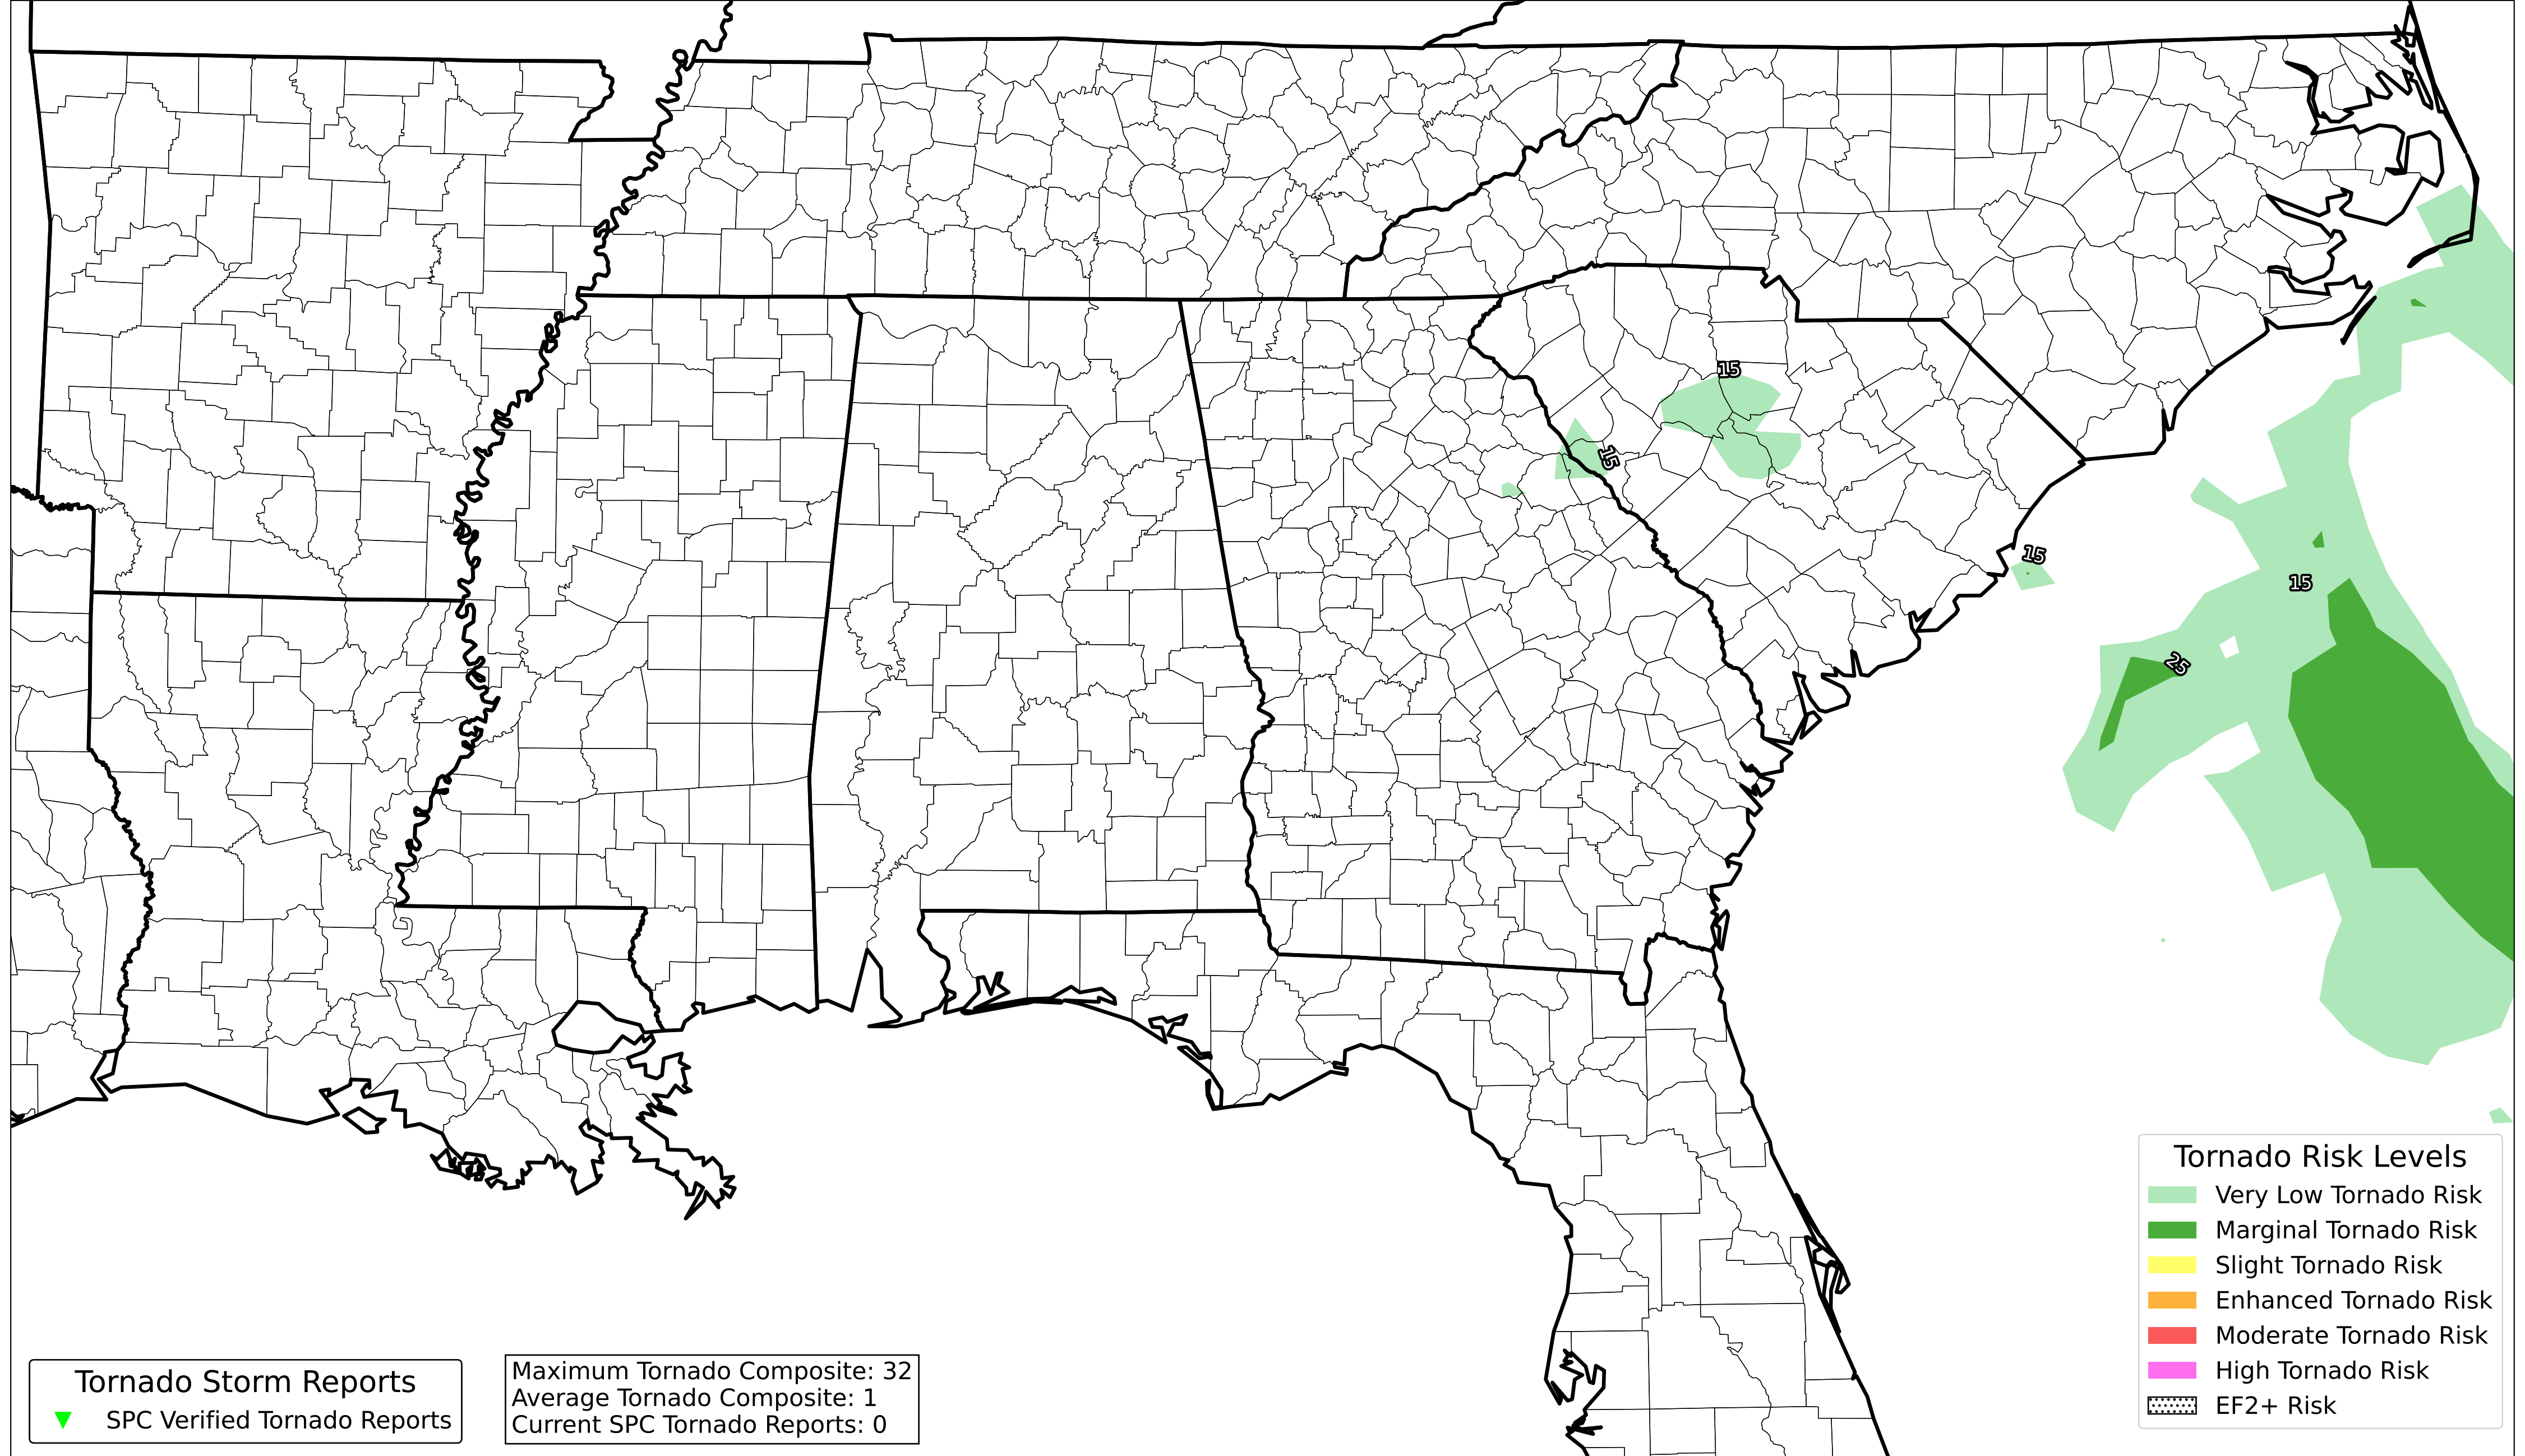 15
15
15
15
25
Tornado Risk Levels
Very Low Tornado Risk
Marginal Tornado Risk
Slight Tornado Risk
Enhanced Tornado Risk
Moderate Tornado Risk
High Tornado Risk
EF2+ Risk
Tornado Storm Reports
SPC Verified Tornado Reports
Maximum Tornado Composite: 32
Average Tornado Composite: 1
Current SPC Tornado Reports: 0